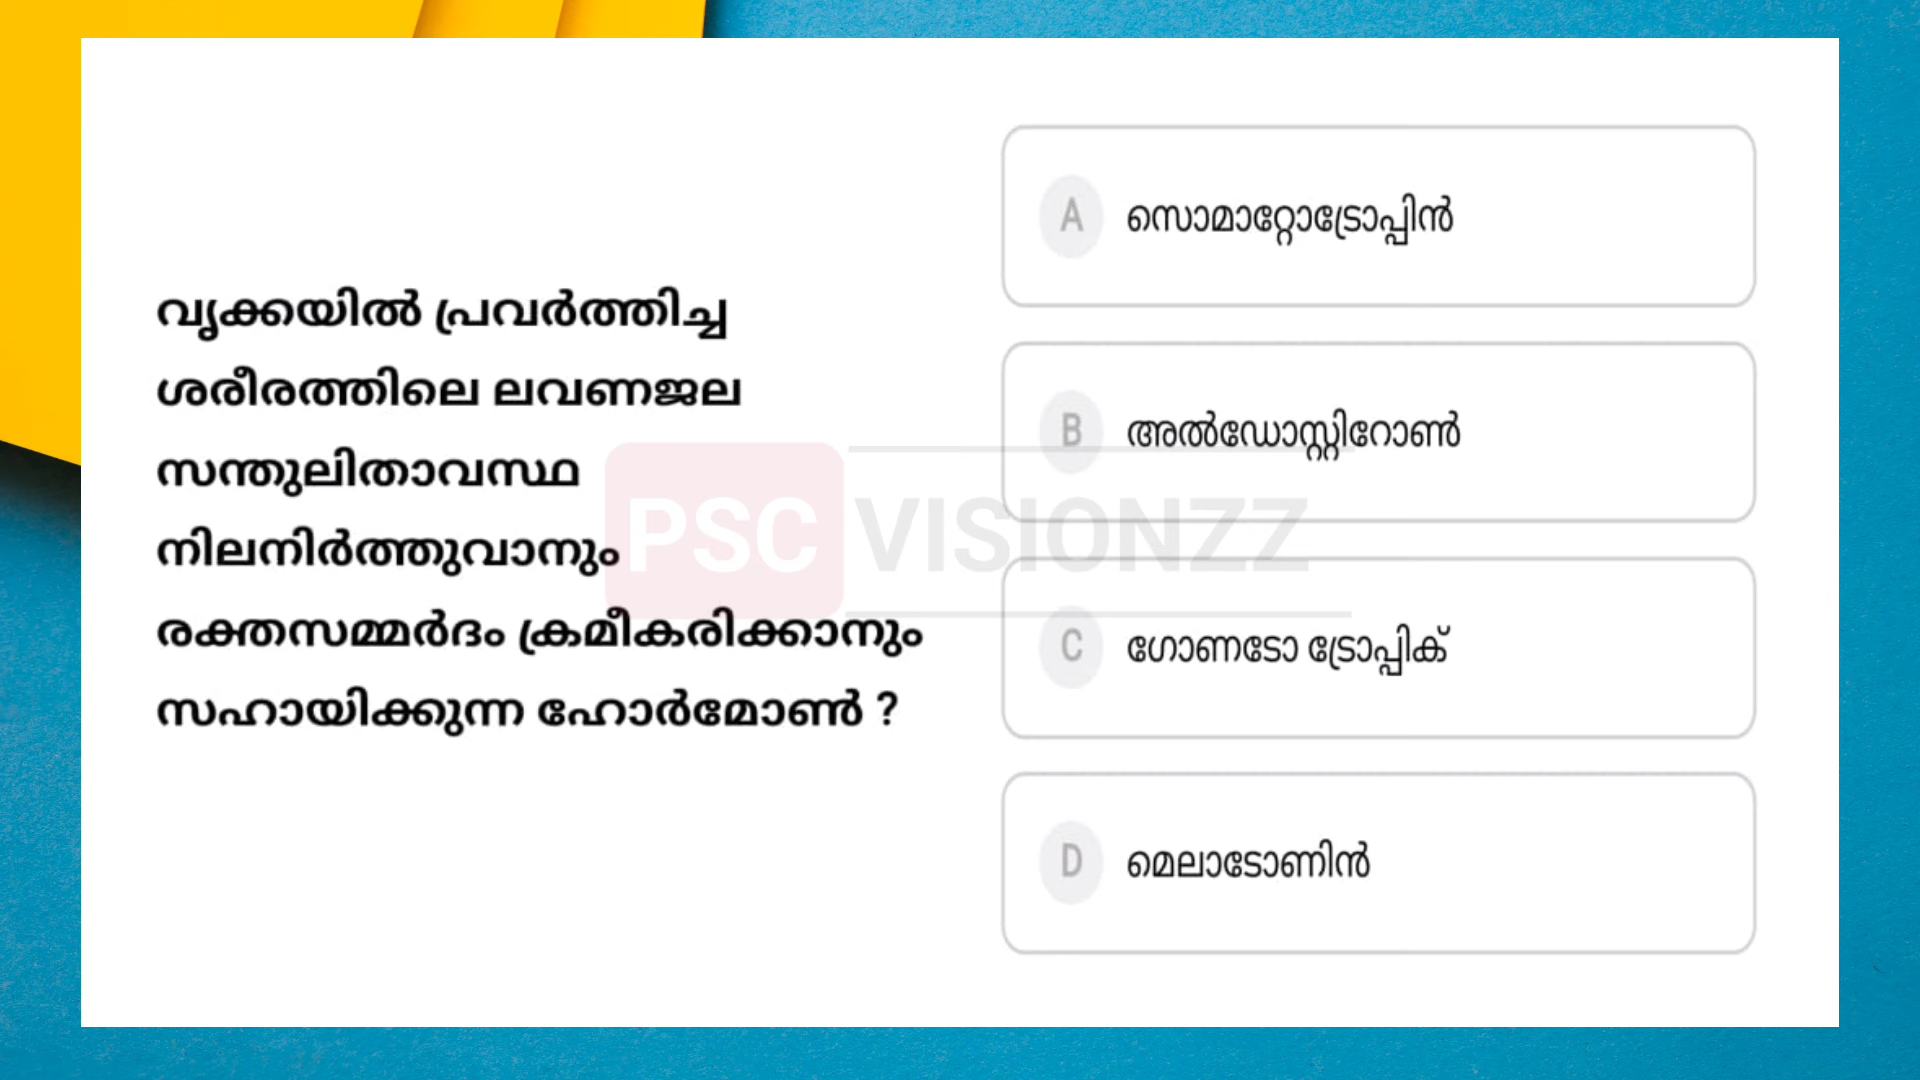 വൃക്കയിൽ പ്രവർത്തിച്ച
ശരീരത്തിലെ ലവണജല
സന്തുലിതാവസ്ഥ
നിലനിർത്തുവാനും
രക്തസമ്മർദം ക്രമീകരിക്കാനും
സഹായിക്കുന്ന ഹോർമോൺ ?
A സൊമാറ്റോട്രോപ്പിൻ
B അൽഡോസ്റ്റിറോൺ
C ഗോണടോ ട്രോപ്പിക്
D മെലാടോണിൻ
PSC VISIONZZ